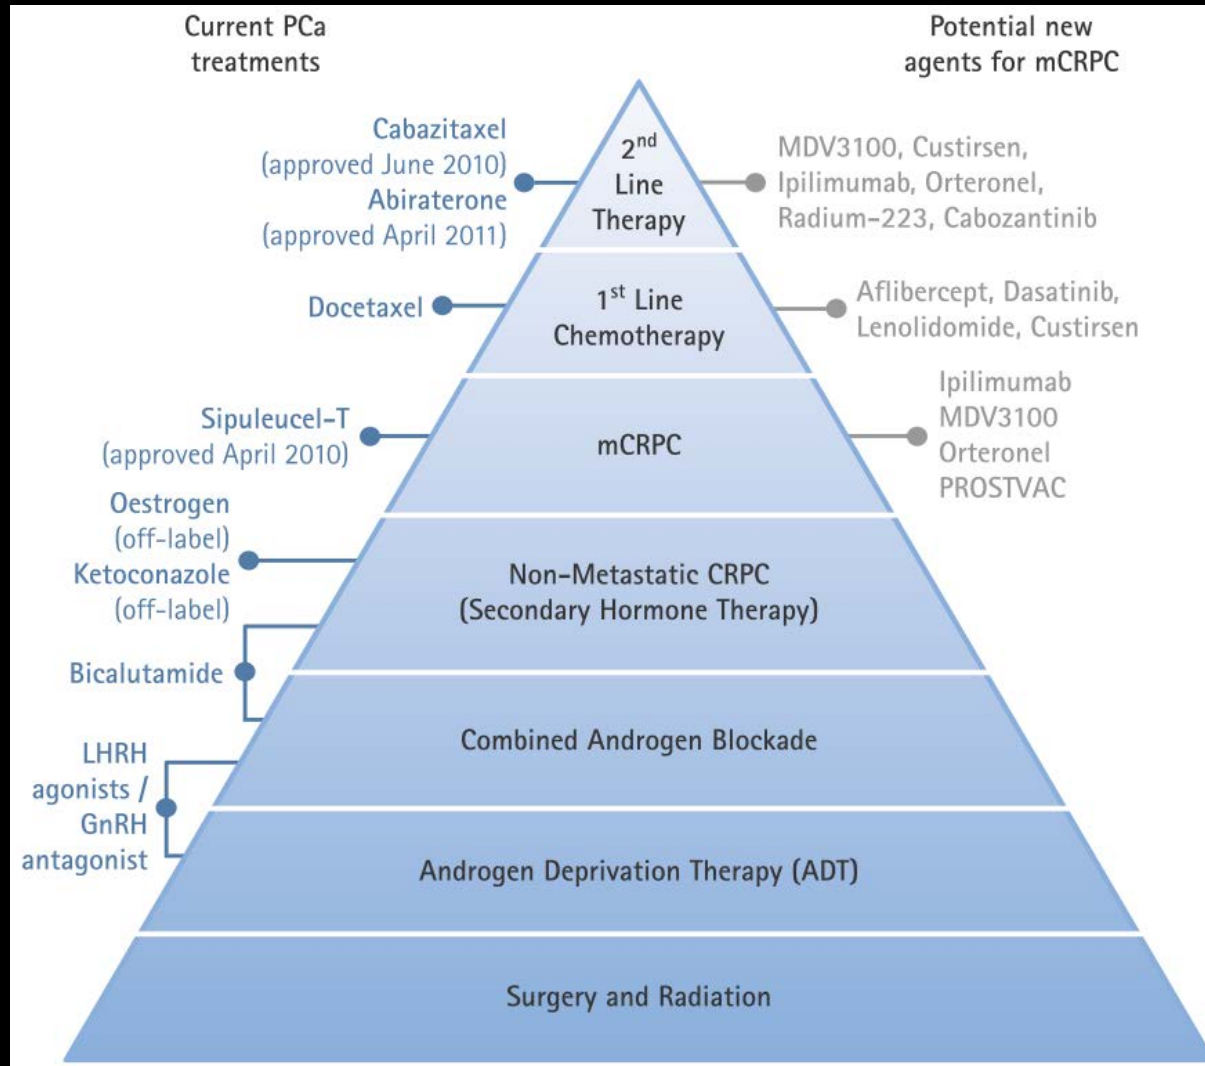 Current PCa
treatments
Potential new
agents for mCRPC
Cabazitaxel
(approved June 2010)
Abiraterone
(approved April 2011)
2nd
Line
Therapy
MDV3100, Custirsen,
Ipilimumab, Orteronel,
Radium-223, Cabozantinib
Docetaxel
1st Line
Chemotherapy
Aflibercept, Dasatinib,
Lenolidomide, Custirsen
Sipuleucel-T
(approved April 2010)
mCRPC
Ipilimumab
MDV3100
Orteronel
PROSTVAC
Oestrogen
(off-label)
Ketoconazole
(off-label)
Non-Metastatic CRPC
(Secondary Hormone Therapy)
Bicalutamide
Combined Androgen Blockade
LHRH
agonists /
GnRH
antagonist
Androgen Deprivation Therapy (ADT)
Surgery and Radiation